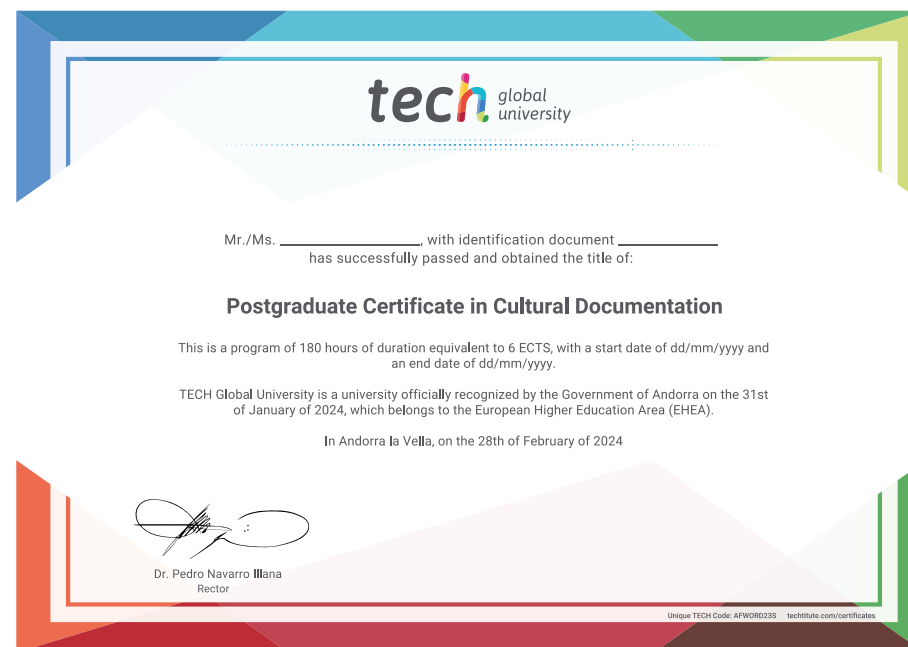 tech global university
Mr./Ms. ____________, with identification document ____________
has successfully passed and obtained the title of:
Postgraduate Certificate in Cultural Documentation
This is a program of 180 hours of duration equivalent to 6 ECTS, with a start date of dd/mm/yyyy and
an end date of dd/mm/yyyy.
TECH Global University is a university officially recognized by the Government of Andorra on the 31st
of January of 2024, which belongs to the European Higher Education Area (EHEA).
In Andorra la Vella, on the 28th of February of 2024
Dr. Pedro Navarro Illana
Rector
Unique TECH Code: AFWORD23S techtitute.com/certificates